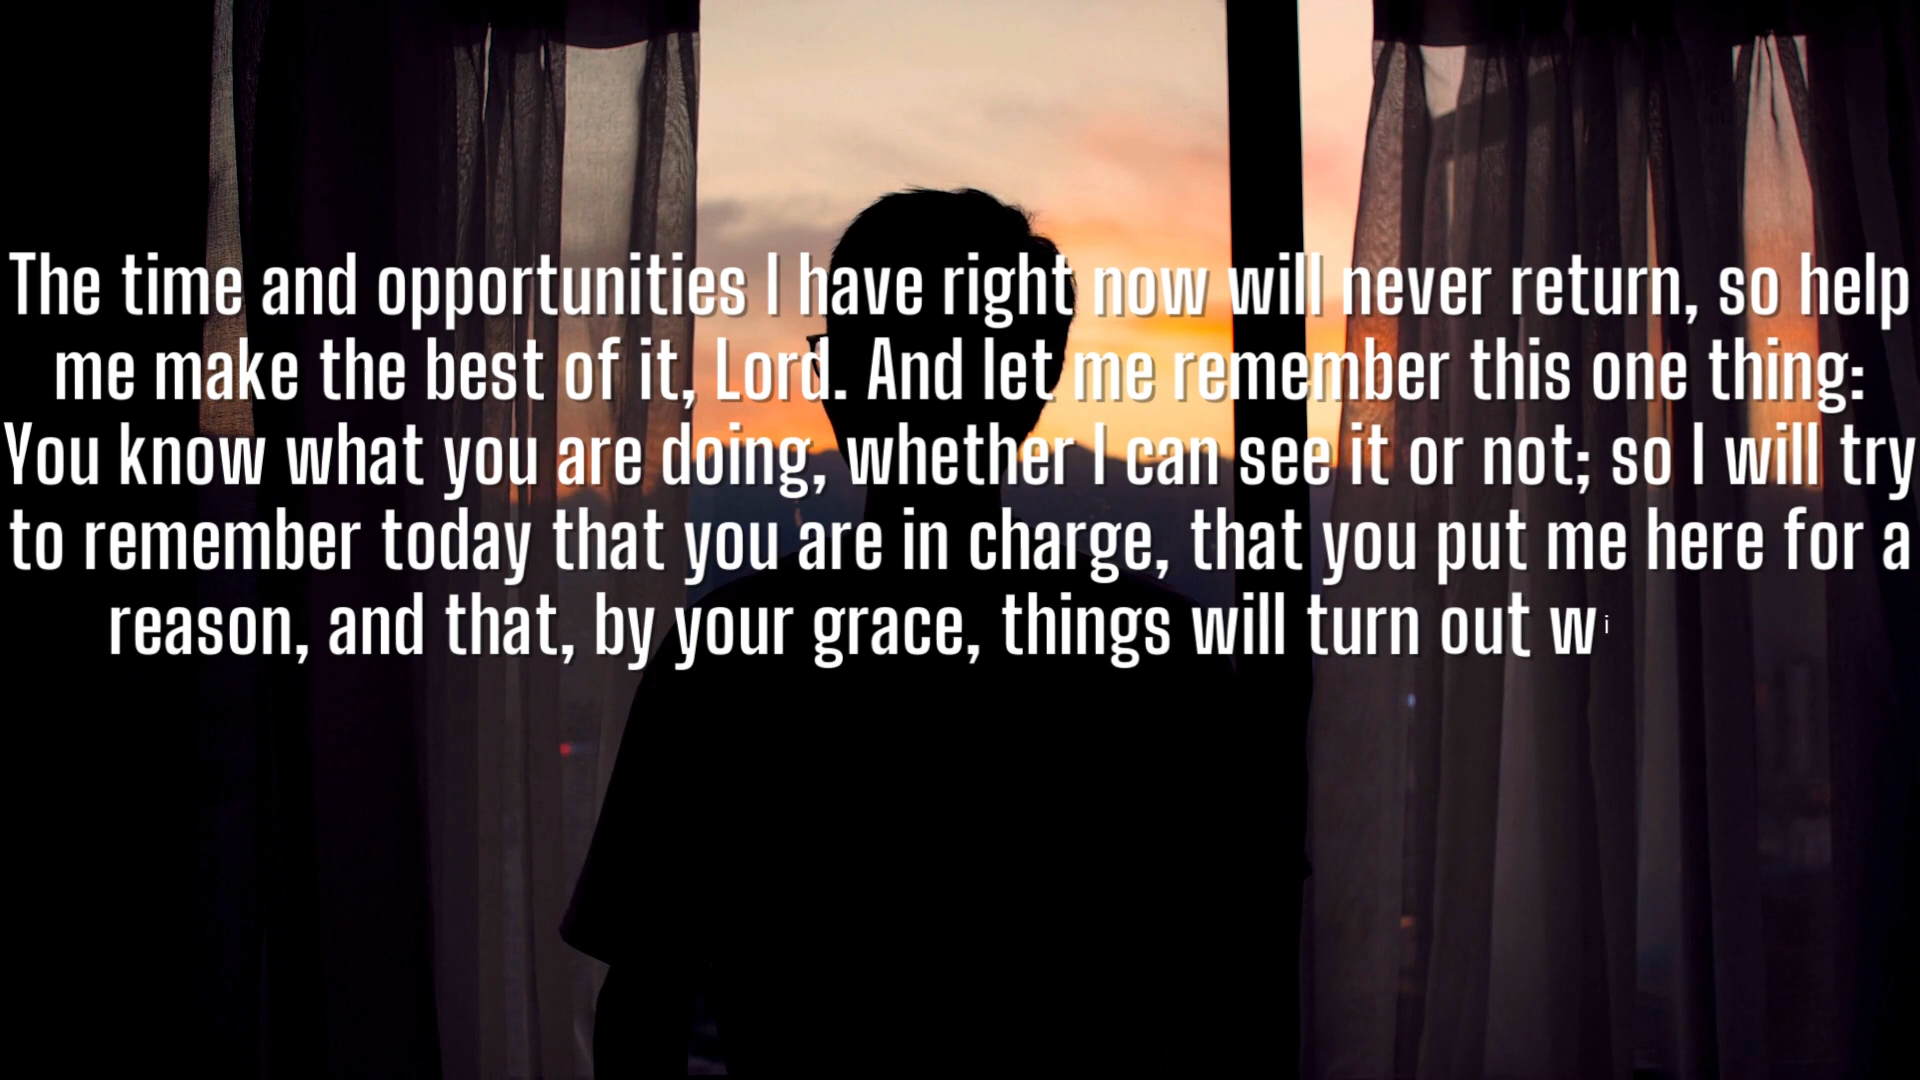 The time and opportunities I have right now will never return, so help
me make the best of it, Lord. And let me remember this one thing:
You know what you are doing, whether I can see it or not; so I will try
to remember today that you are in charge, that you put me here for a
reason, and that, by your grace, things will turn out wi